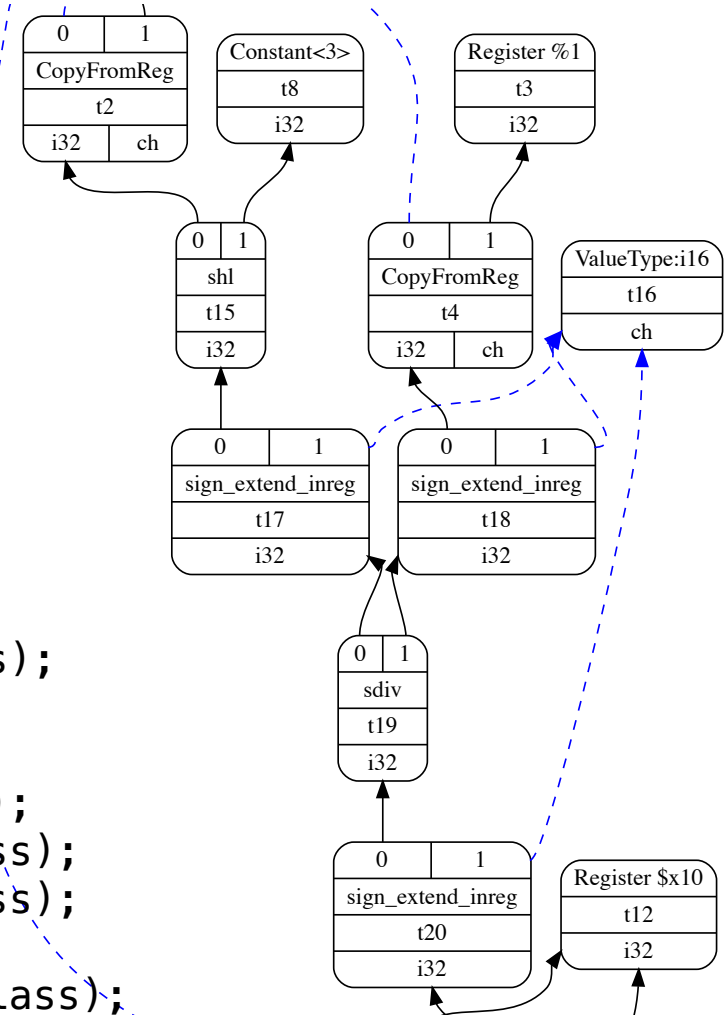 0 1
CopyFromReg
t2
i32 ch
Constant<3>
t8
i32
Register %1
t3
i32
0 1
shl
t15
i32
0 1
CopyFromReg
t4
i32 ch
ValueType:i16
t16
ch
0 1
sign_extend_inreg
t17
i32
0 1
sign_extend_inreg
t18
i32
s);
0 1
sdiv
t19
i32
);
ss);
ss);
0 1
sign_extend_inreg
t20
i32
Register $x10
t12
i32
lass);